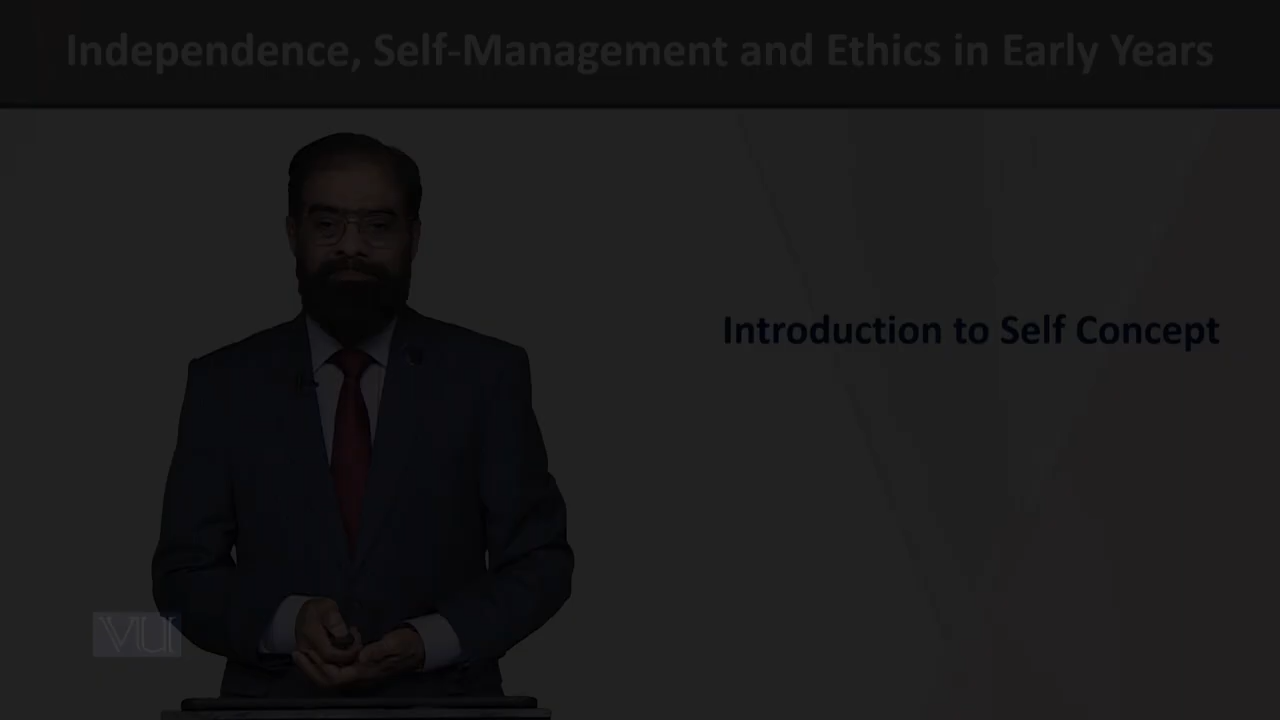 Independence, Self-Management and Ethics in Early Years
Introduction to Self Concept
VU